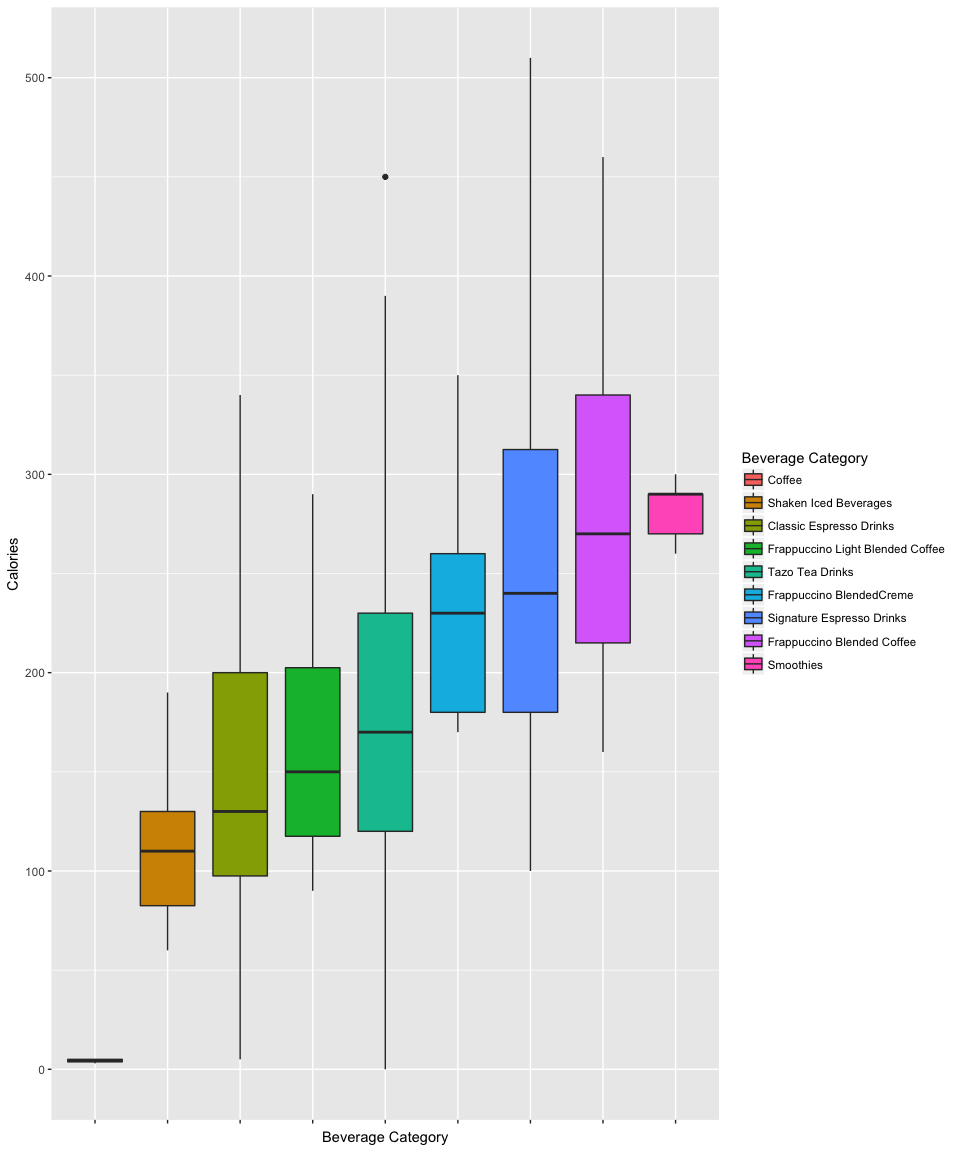 500
400
300
200
100
0
Calories
Beverage Category
Beverage Category
Coffee
Shaken Iced Beverages
Classic Espresso Drinks
Frappuccino Light Blended Coffee
Tazo Tea Drinks
Frappuccino BlendedCreme
Signature Espresso Drinks
Frappuccino Blended Coffee
Smoothies